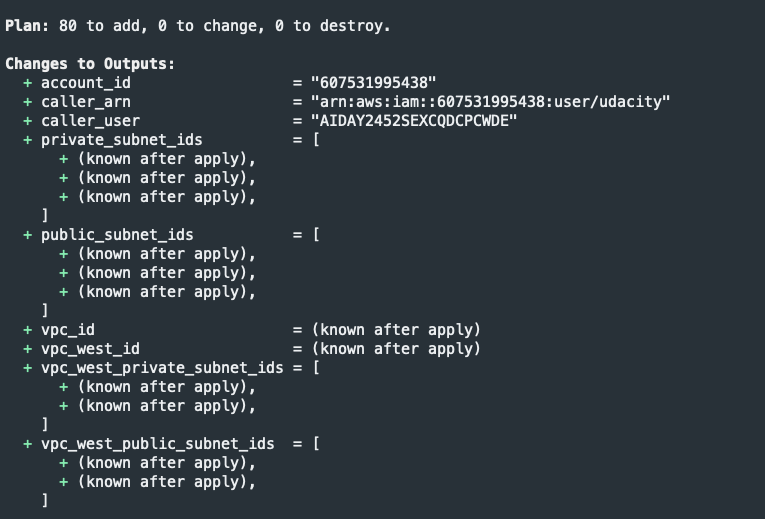 Plan: 80 to add, 0 to change, 0 to destroy.
Changes to Outputs:
  + account_id                  = "607531995438"
  + caller_arn                  = "arn:aws:iam::607531995438:user/udacity"
  + caller_user                 = "AIDAY2452SEXCQDCPCWDE"
  + private_subnet_ids          = [
      + (known after apply),
      + (known after apply),
      + (known after apply),
    ]
  + public_subnet_ids           = [
      + (known after apply),
      + (known after apply),
      + (known after apply),
    ]
  + vpc_id                      = (known after apply)
  + vpc_west_id                 = (known after apply)
  + vpc_west_private_subnet_ids = [
      + (known after apply),
      + (known after apply),
    ]
  + vpc_west_public_subnet_ids  = [
      + (known after apply),
      + (known after apply),
    ]